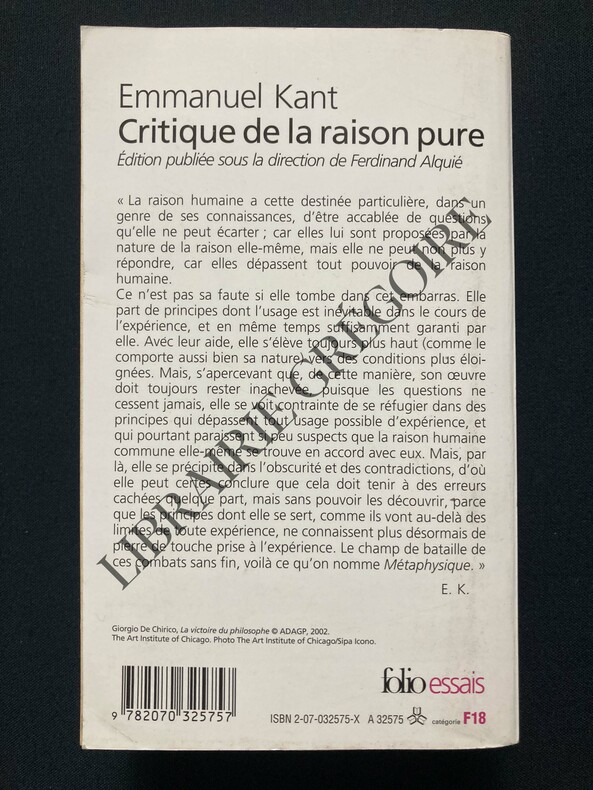 Emmanuel Kant
Critique de la raison pure
Édition publiée sous la direction de Ferdinand Alquié
« La raison humaine a cette destinée particulière, dans un
genre de ses connaissances, d'être accablée de questions
qu'elle ne peut écarter ; car elles lui sont proposées par la
nature de la raison elle-même, mais elle ne peut non plus y
répondre, car elles dépassent tout pouvoir de la raison
humaine.
Ce n'est pas sa faute si elle tombe dans cet embarras. Elle
part de principes dont l'usage est inévitable dans le cours de
l'expérience, et en même temps suffisamment garanti par
elle. Avec leur aide, elle s'élève toujours plus haut (comme le
comporte aussi bien sa nature) vers des conditions plus éloi-
gnées. Mais, s'apercevant que, de cette manière, son œuvre
doit toujours rester inachevée, puisque les questions ne
cessent jamais, elle se voit contrainte de se réfugier dans des
principes qui dépassent tout usage possible d'expérience, et
qui pourtant paraissent si peu suspects que la raison humaine
commune elle-même se trouve en accord avec eux. Mais, par
là, elle se précipite dans l'obscurité et des contradictions, d'où
elle peut certes conclure que cela doit tenir à des erreurs
cachées quelque part, mais sans pouvoir les découvrir, parce
que les principes dont elle se sert, comme ils vont au-delà des
limites de toute expérience, ne connaissent plus désormais de
pierre de touche prise à l'expérience. Le champ de bataille de
ces combats sans fin, voilà ce qu'on nomme Métaphysique. »
E. K.
LIBRAIRIE GRÉGOIRE
Giorgio De Chirico, La victoire du philosophe © ADAGP, 2002.
The Art Institute of Chicago. Photo The Art Institute of Chicago/Sipa Icono.
folio essais
9 782070 325757
ISBN 2-07-032575-X A 32575 catégorie F18